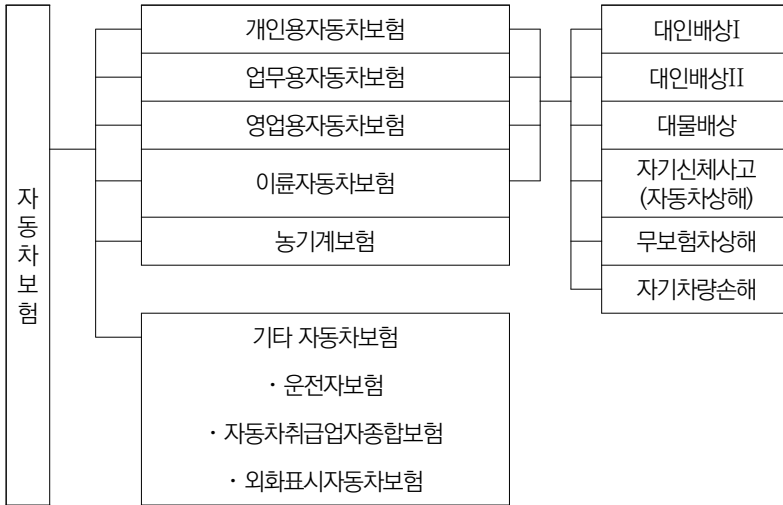 자동차보험
개인용자동차보험
업무용자동차보험
영업용자동차보험
이륜자동차보험
농기계보험
기타 자동차보험
· 운전자보험
· 자동차취급업자종합보험
· 외화표시자동차보험
대인배상I
대인배상II
대물배상
자기신체사고
(자동차상해)
무보험차상해
자기차량손해